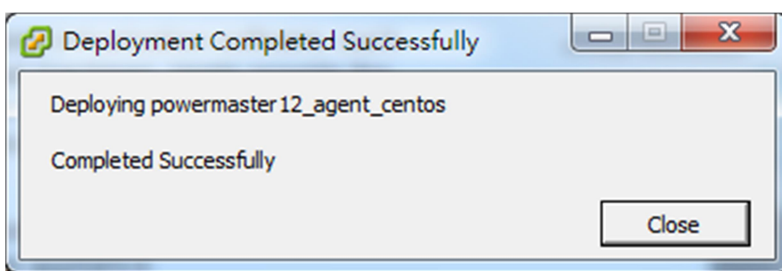 Deployment Completed Successfully
Deploying powermaster12_agent_centos
Completed Successfully
Close